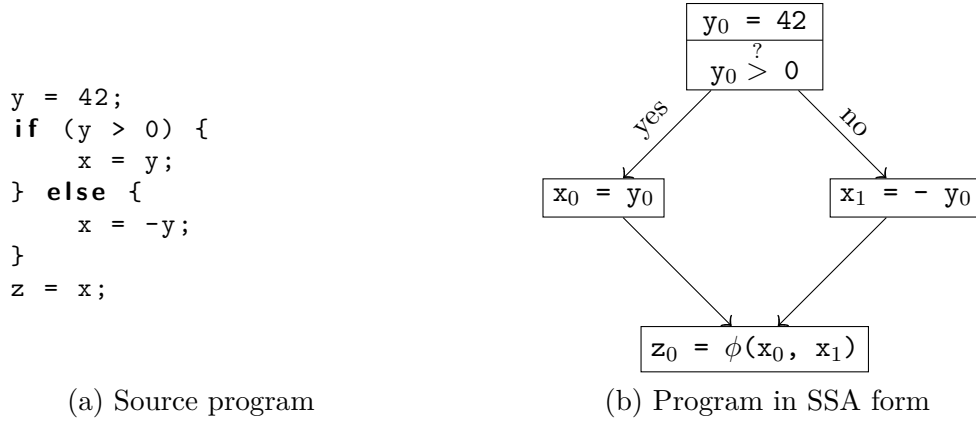 y = 42;
if (y > 0) {
    x = y;
} else {
    x = -y;
}
z = x;
(a) Source program
y₀ = 42
y₀ >? 0
yes
no
x₀ = y₀
x₁ = - y₀
z₀ = ϕ(x₀, x₁)
(b) Program in SSA form